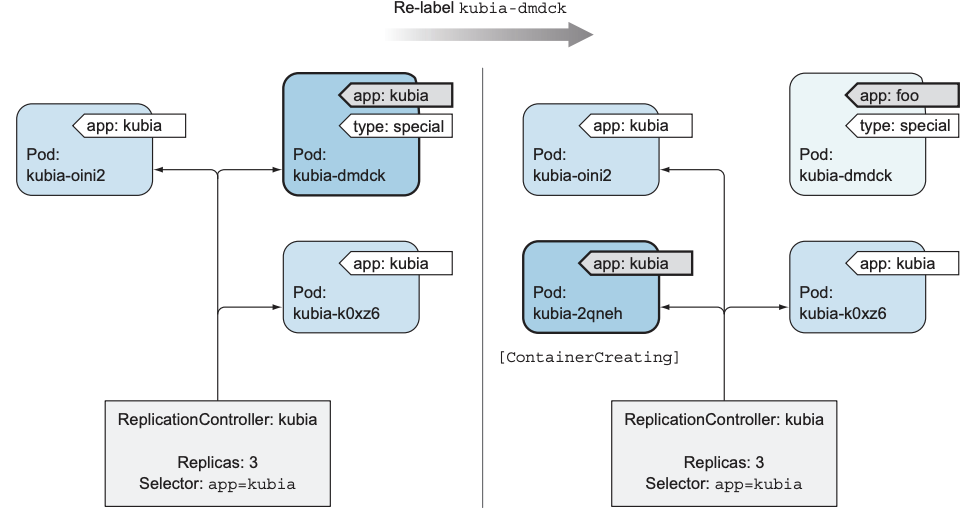 Re-label kubia-dmdck
app: kubia
Pod:
kubia-oini2
app: kubia
type: special
Pod:
kubia-dmdck
app: kubia
Pod:
kubia-k0xz6
ReplicationController: kubia
Replicas: 3
Selector: app=kubia
app: kubia
Pod:
kubia-oini2
app: foo
type: special
Pod:
kubia-dmdck
app: kubia
Pod:
kubia-2qneh
[ContainerCreating]
app: kubia
Pod:
kubia-k0xz6
ReplicationController: kubia
Replicas: 3
Selector: app=kubia